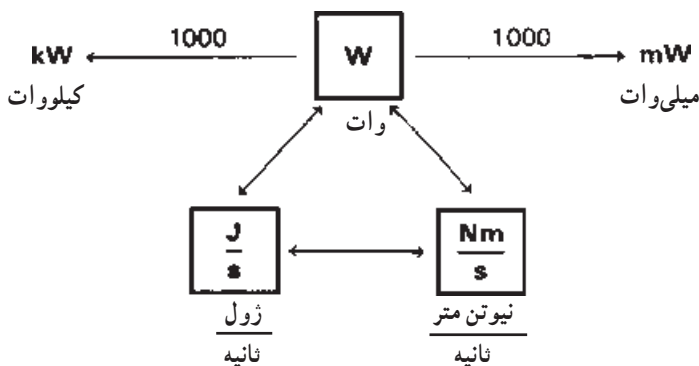 kW 1000 W 1000 mW
کیلووات وات میلی‌وات
J/s Nm/s
ژول نیوتن متر
ثانیه ثانیه